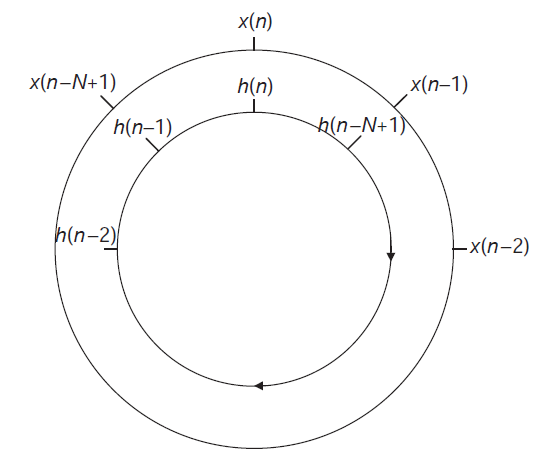 x(n)
x(n–N+1)
x(n–1)
h(n)
h(n–1)
h(n–N+1)
h(n–2)
x(n–2)